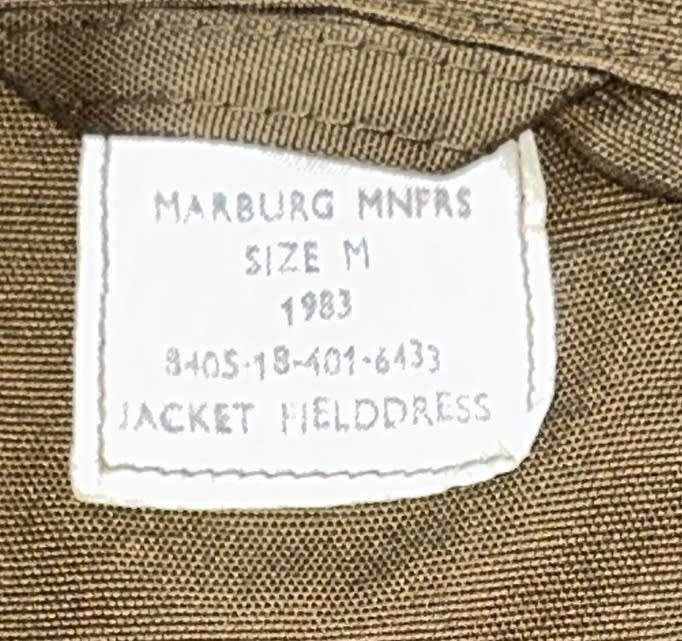 MARBURG MNFRS
SIZE M
1983
8405-18-401-6433
JACKET FIELDDRESS